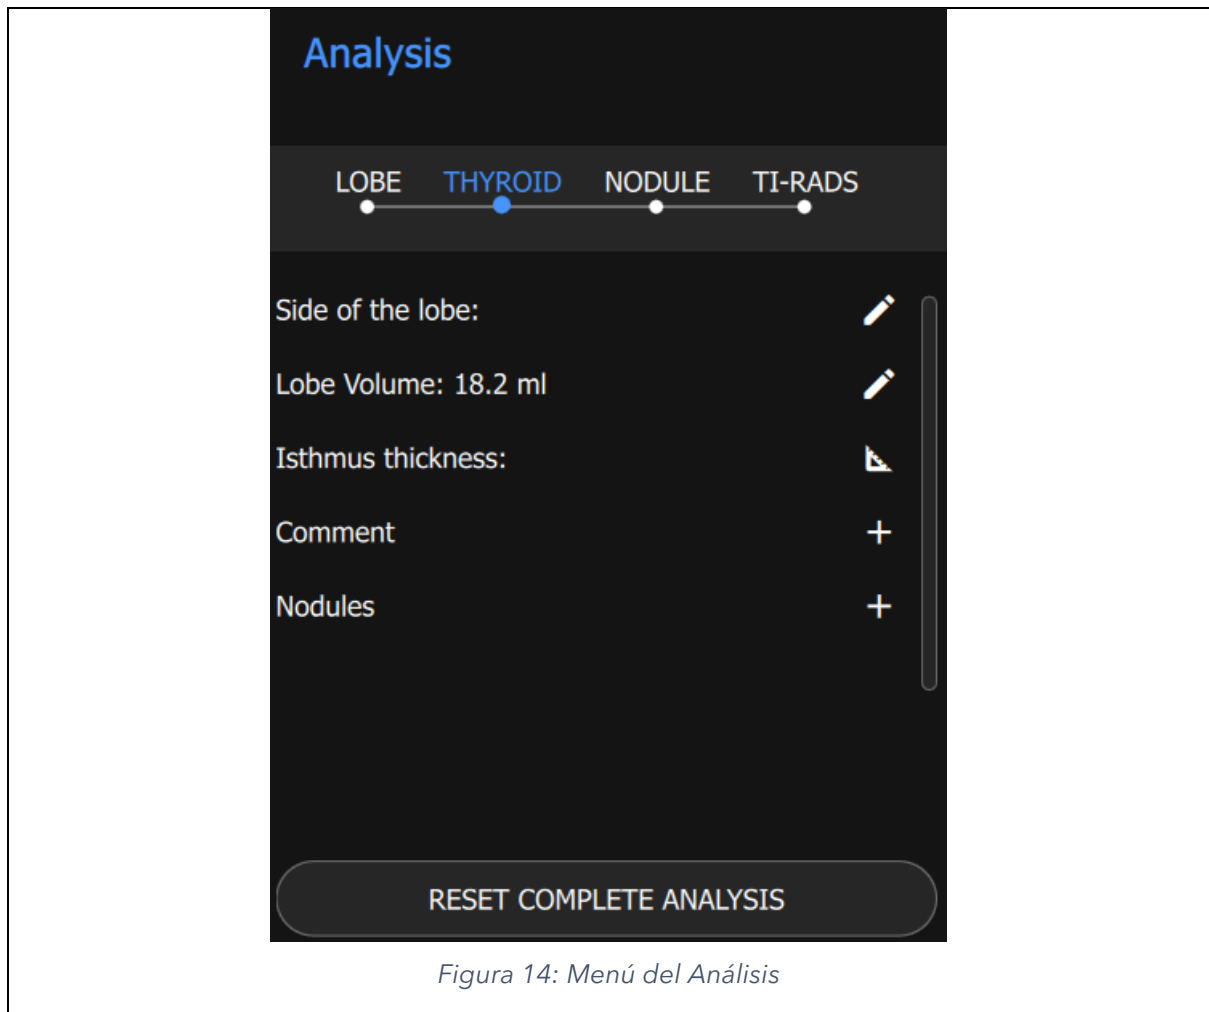 Analysis
LOBE THYROID NODULE TI-RADS
Side of the lobe:
Lobe Volume: 18.2 ml
Isthmus thickness:
Comment
Nodules
RESET COMPLETE ANALYSIS
Figura 14: Menú del Análisis